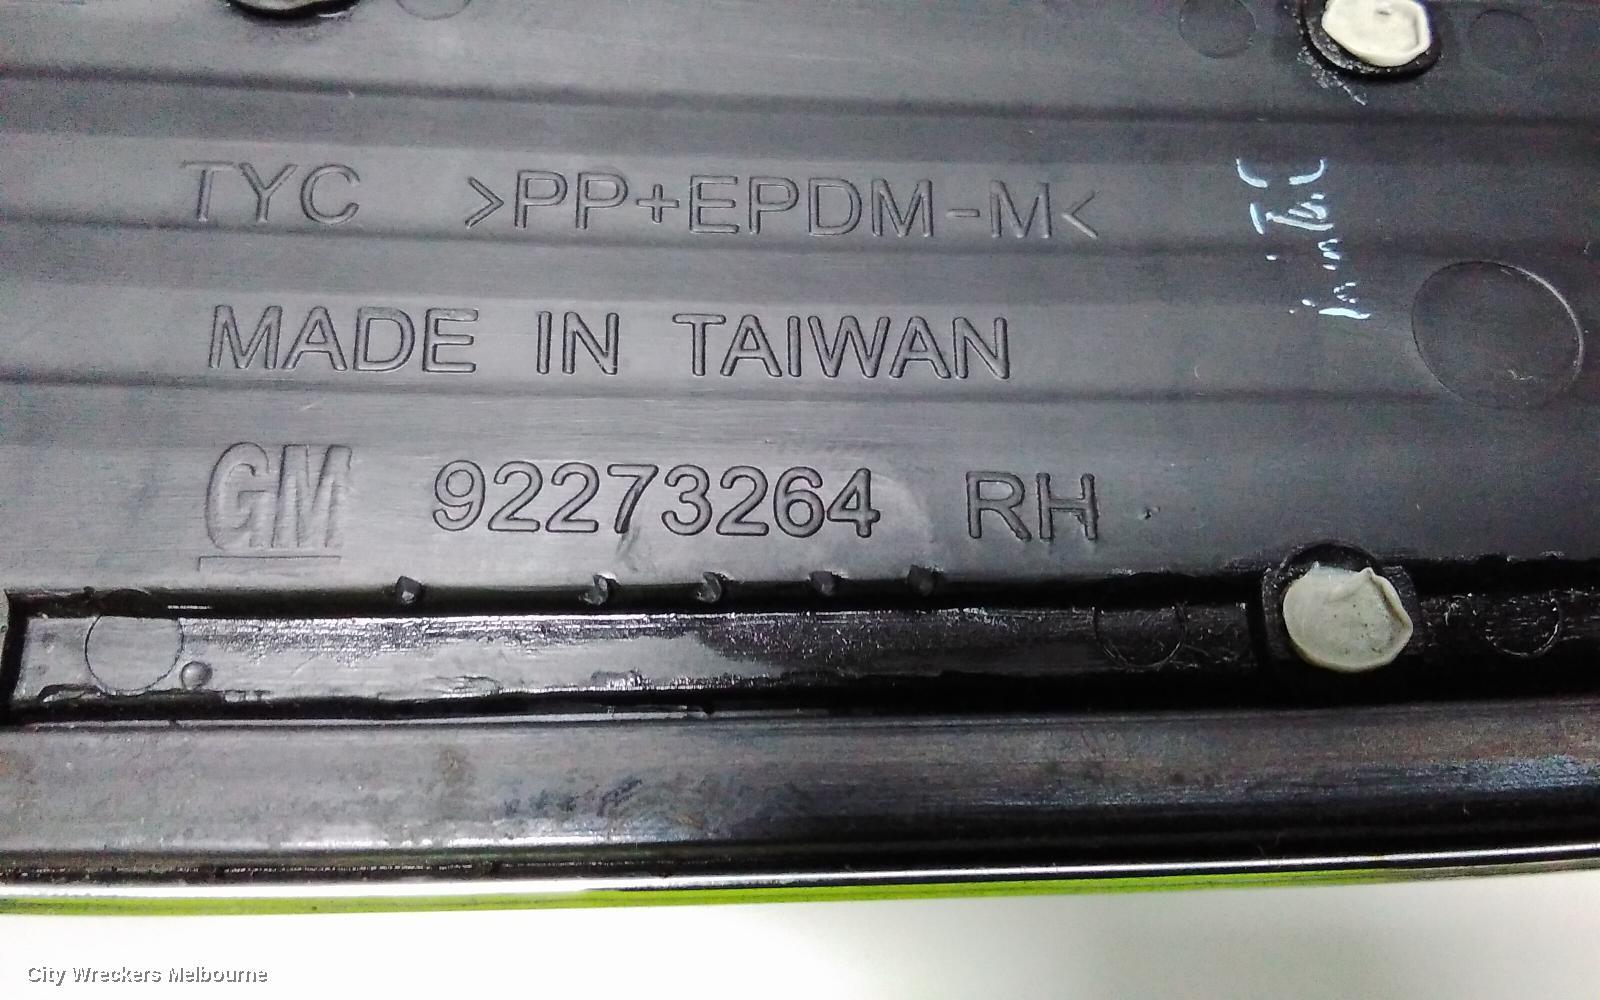 TYC >PP+EPDM-M<
MADE IN TAIWAN
GM 92273264 RH
City Wreckers Melbourne